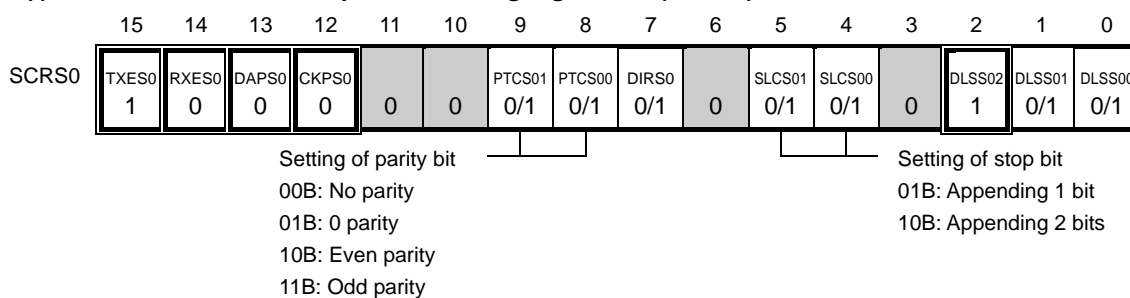 15 14 13 12 11 10 9 8 7 6 5 4 3 2 1 0
SCRS0 TXES0 RXES0 DAPS0 CKPS0 PTCS01 PTCS00 DIRS0 SLCS01 SLCS00 DLSS02 DLSS01 DLSS00
1 0 0 0 0 0 0/1 0/1 0/1 0 0/1 0/1 0 1 0/1 0/1
Setting of parity bit
00B: No parity
01B: 0 parity
10B: Even parity
11B: Odd parity
Setting of stop bit
01B: Appending 1 bit
10B: Appending 2 bits